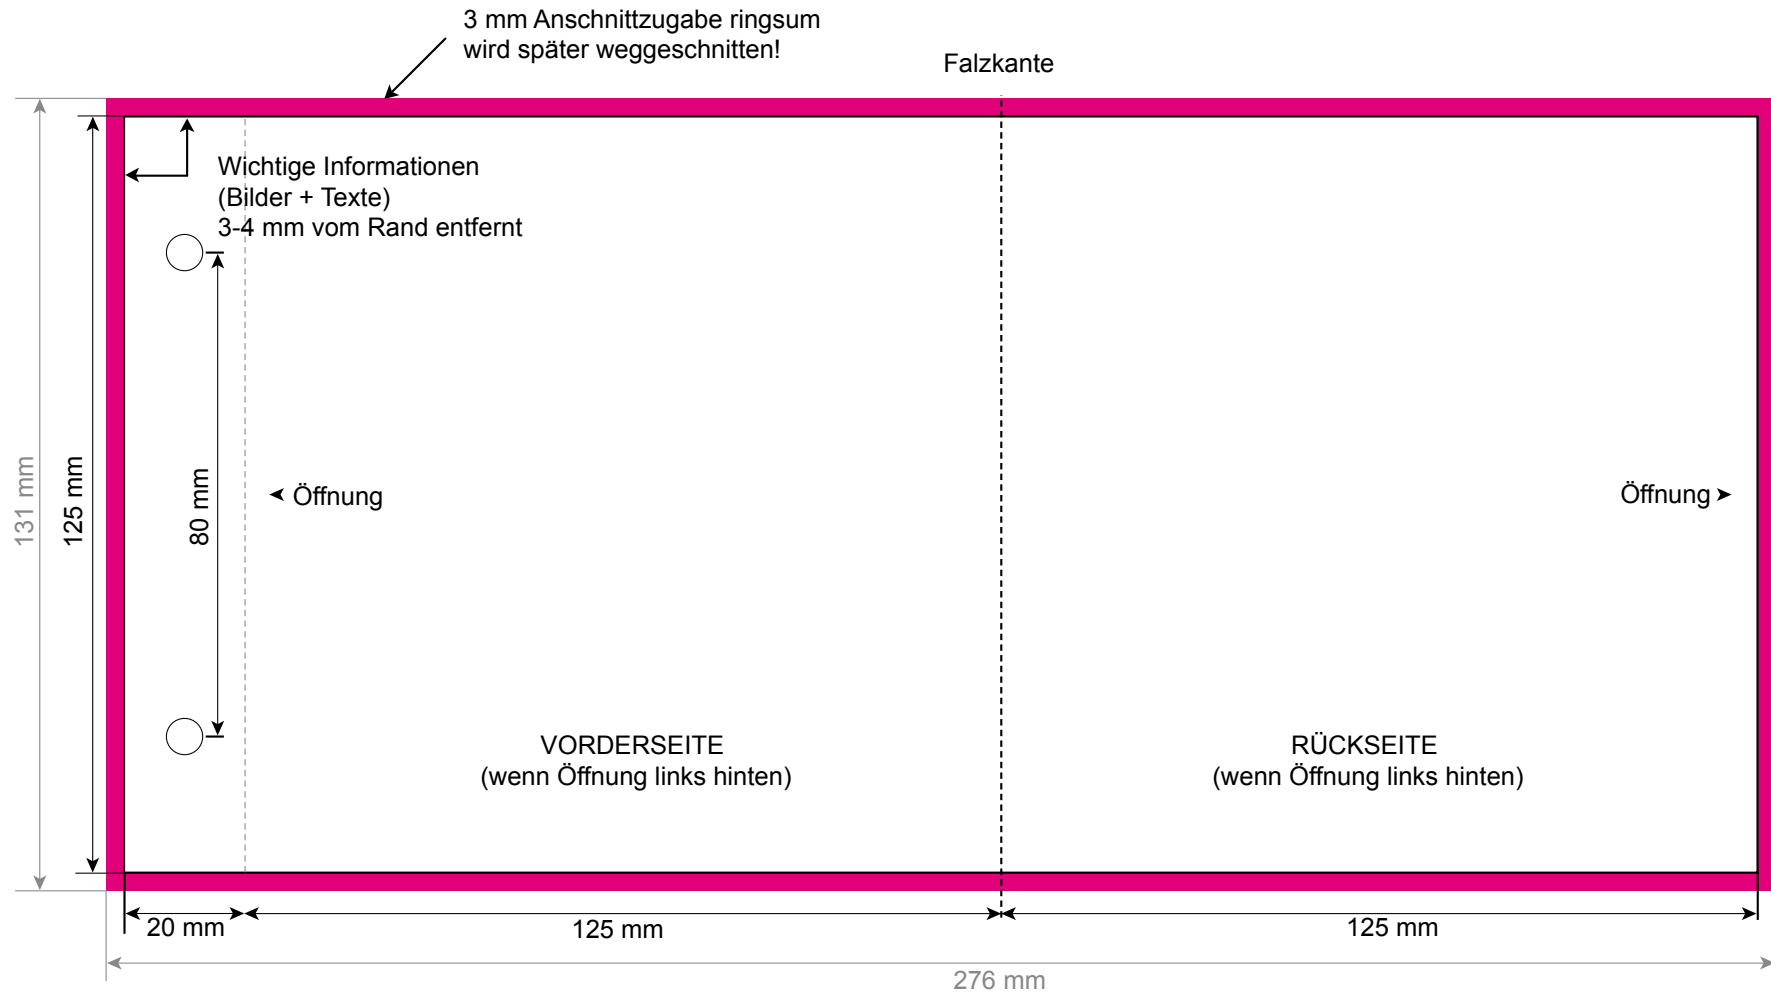 3 mm Anschnittzugabe ringsum
wird später weggeschnitten!
Falzkante
Wichtige Informationen
(Bilder + Texte)
3-4 mm vom Rand entfernt
131 mm
125 mm
80 mm
Öffnung
Öffnung
VORDERSEITE
(wenn Öffnung links hinten)
RÜCKSEITE
(wenn Öffnung links hinten)
20 mm
125 mm
125 mm
276 mm